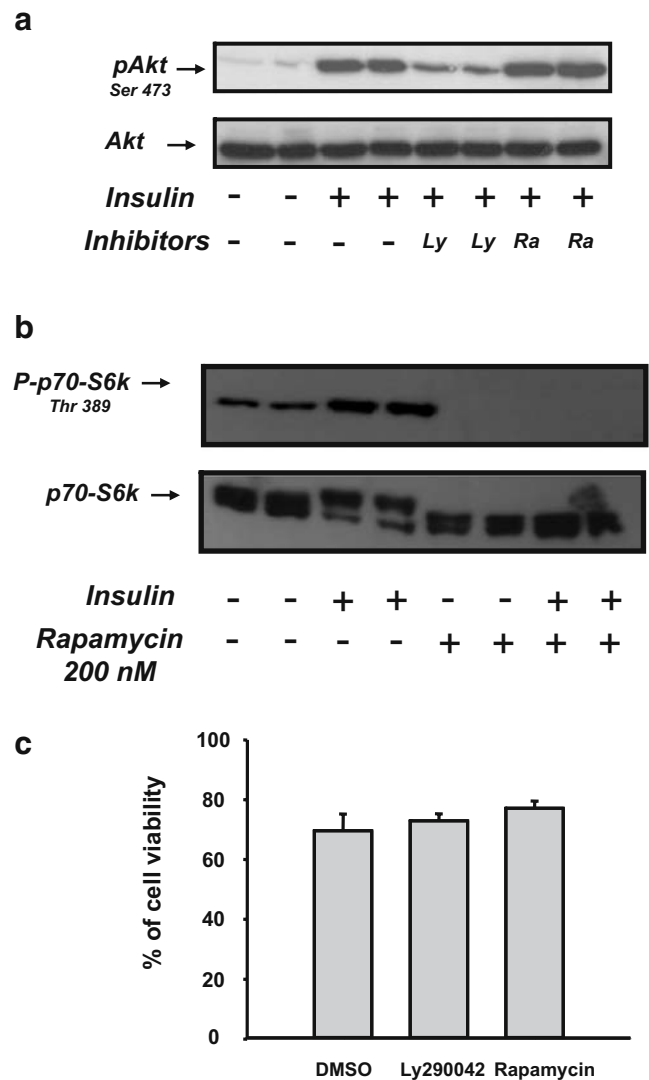 a
pAkt →
Ser 473
Akt →
Insulin - - + + + + + +
Inhibitors - - - - Ly Ly Ra Ra
b
P-p70-S6k →
Thr 389
p70-S6k →
Insulin - - + + - - + +
Rapamycin - - - - + + + +
200 nM
c
% of cell viability
100
80
60
40
20
0
DMSO Ly290042 Rapamycin